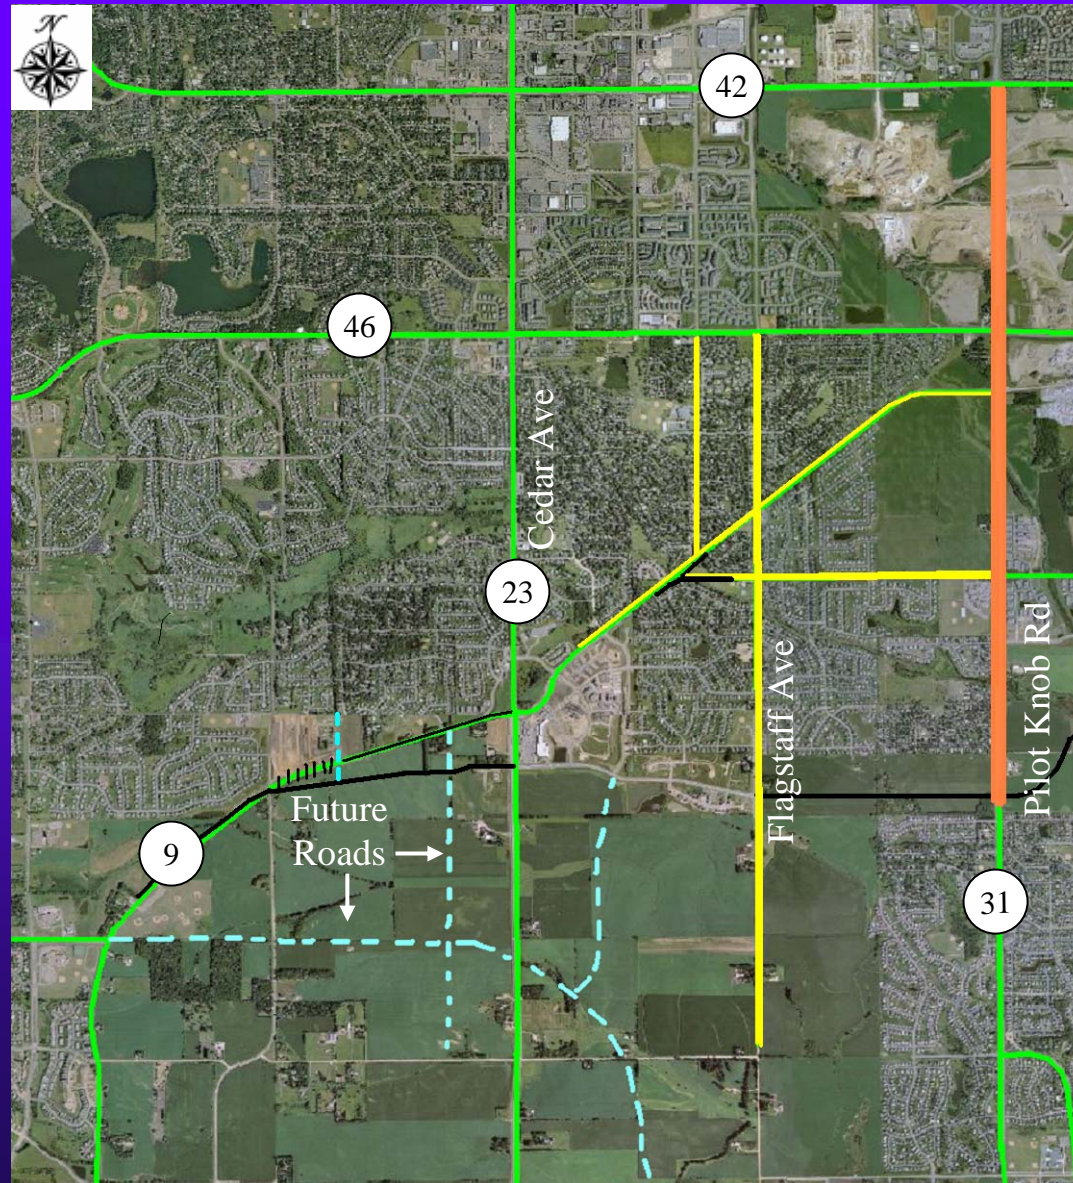 N
42
46
Cedar Ave
23
Pilot Knob Rd
Flagstaff Ave
Future
Roads
9
31